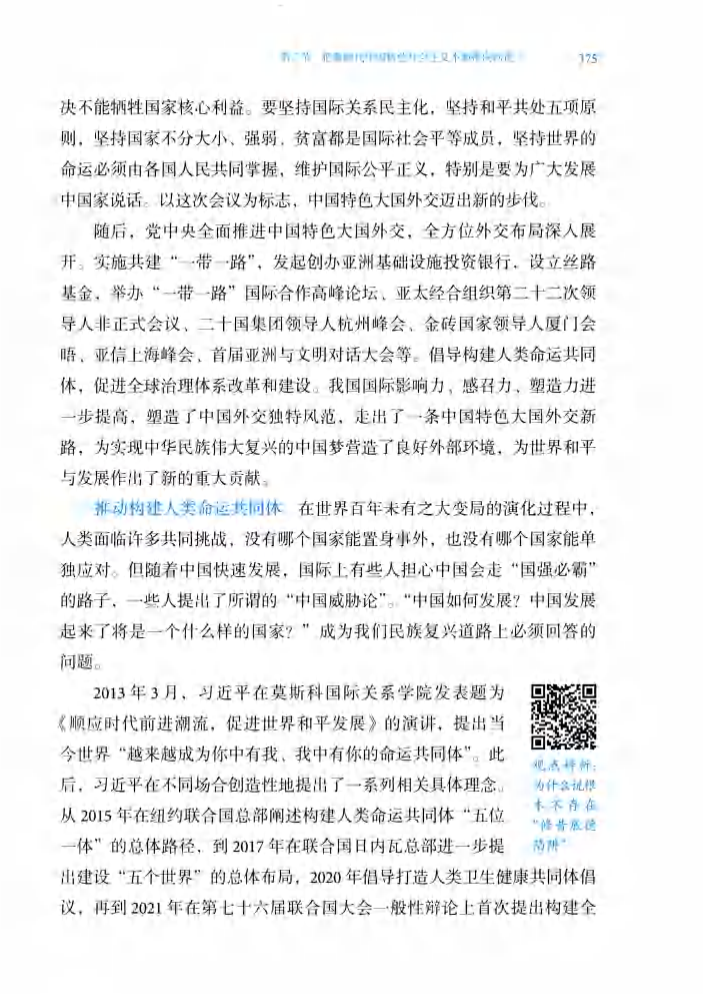 175
决不能牺牲国家核心利益。要坚持国际关系民主化，坚持和平共处五项原
则，坚持国家不分大小、强弱、贫富都是国际社会平等成员，坚持世界的
命运必须由各国人民共同掌握，维护国际公平正义，特别是要为广大发展
中国家说话。以这次会议为标志，中国特色大国外交迈出新的步伐。
随后，党中央全面推进中国特色大国外交，全方位外交布局深入展
开。实施共建“一带一路”，发起创办亚洲基础设施投资银行，设立丝路
基金，举办“一带一路”国际合作高峰论坛、亚太经合组织第二十二次领
导人非正式会议、二十国集团领导人杭州峰会、金砖国家领导人厦门会
晤、亚信上海峰会、首届亚洲与文明对话大会等。倡导构建人类命运共同
体，促进全球治理体系改革和建设。我国国际影响力、感召力、塑造力进
一步提高，塑造了中国外交独特风范，走出了一条中国特色大国外交新
路，为实现中华民族伟大复兴的中国梦营造了良好外部环境，为世界和平
与发展作出了新的重大贡献。
推动构建人类命运共同体 在世界百年未有之大变局的演化过程中，
人类面临许多共同挑战，没有哪个国家能置身事外，也没有哪个国家能单
独应对。但随着中国快速发展，国际上有些人担心中国会走“国强必霸”
的路子，一些人提出了所谓的“中国威胁论”。“中国如何发展？中国发展
起来了将是一个什么样的国家？”成为我们民族复兴道路上必须回答的
问题。
2013 年 3 月，习近平在莫斯科国际关系学院发表题为
《顺应时代前进潮流，促进世界和平发展》的演讲，提出当
今世界“越来越成为你中有我、我中有你的命运共同体”。此
后，习近平在不同场合创造性地提出了一系列相关具体理念。
从 2015 年在纽约联合国总部阐述构建人类命运共同体“五位
一体”的总体路径，到 2017 年在联合国日内瓦总部进一步提
出建设“五个世界”的总体布局，2020 年倡导打造人类卫生健康共同体倡
议，再到 2021 年在第七十六届联合国大会一般性辩论上首次提出构建全
观点辨析：
为什么说根
本不存在
“修昔底德
陷阱”